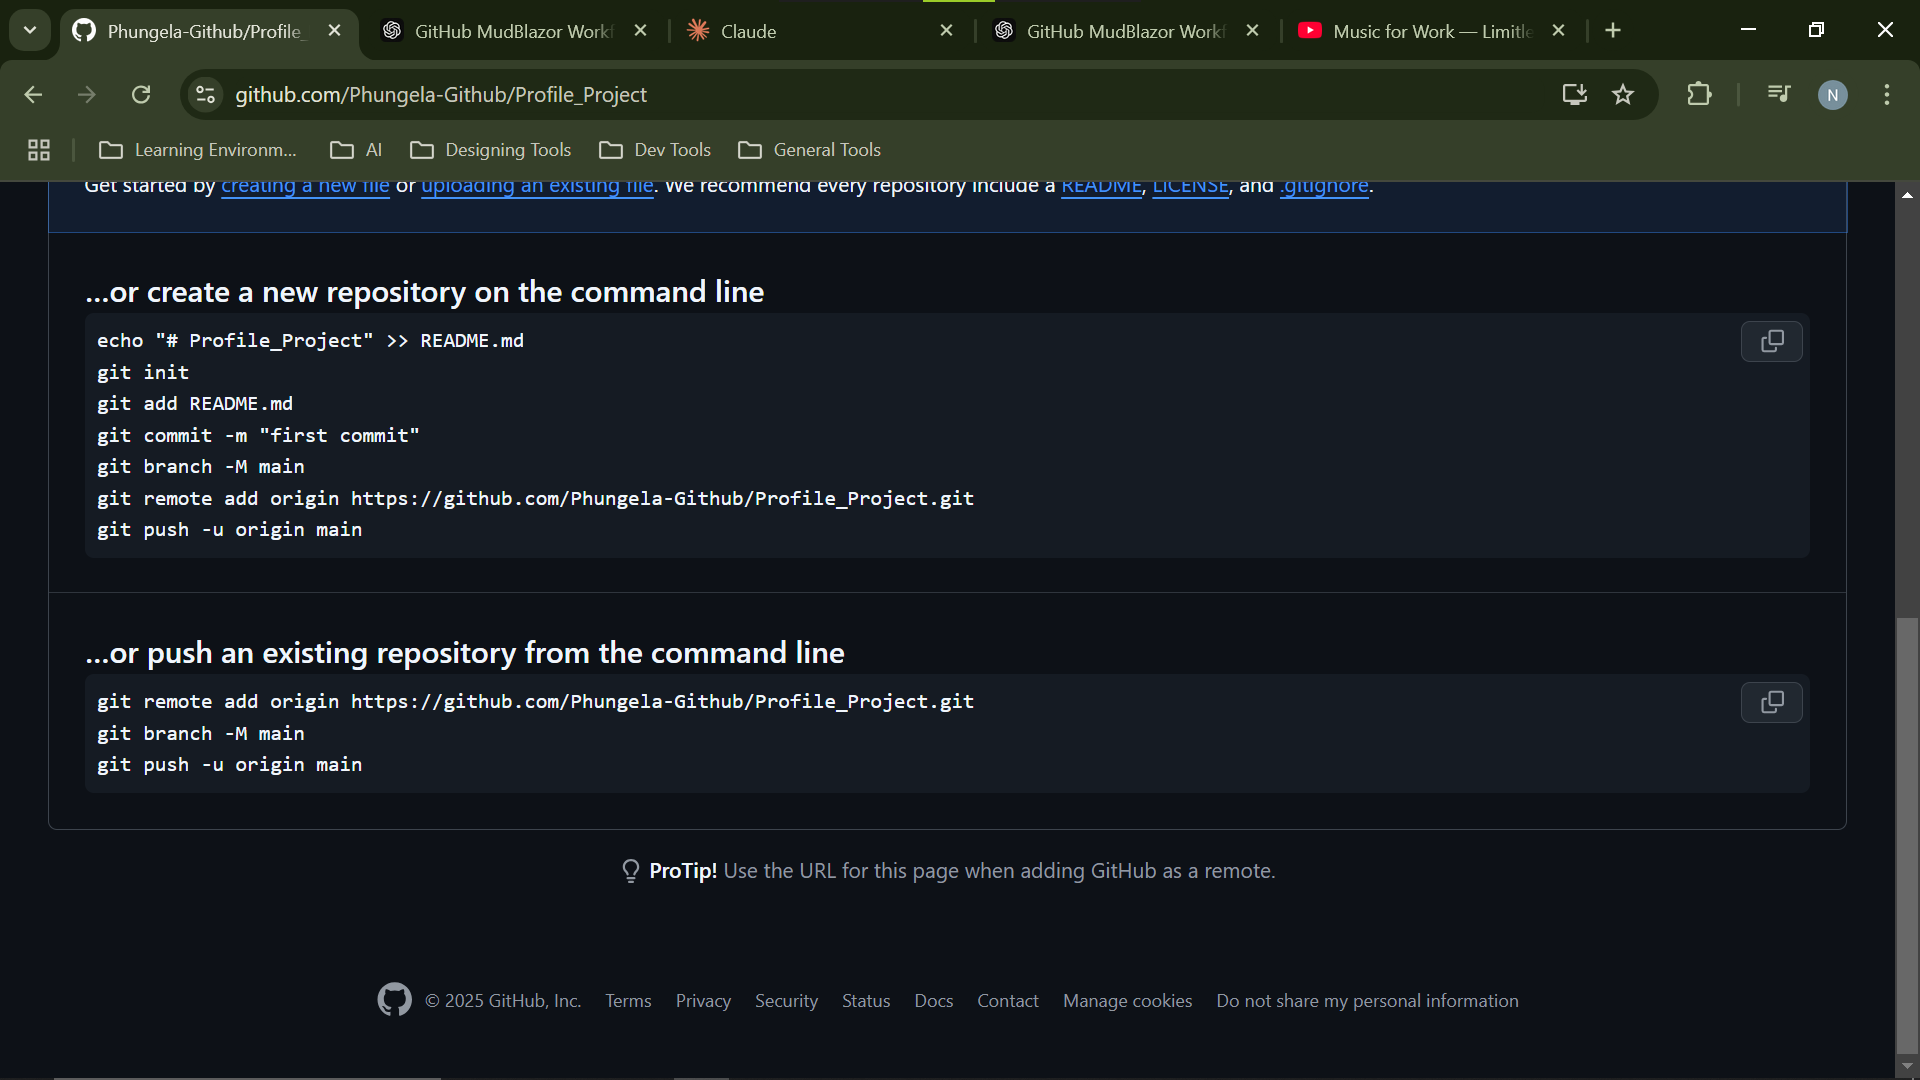 Phungela-Github/Profile_
GitHub MudBlazor Workf
Claude
GitHub MudBlazor Workf
Music for Work — Limitle
github.com/Phungela-Github/Profile_Project
N
Learning Environm...
AI
Designing Tools
Dev Tools
General Tools
Get started by creating a new file or uploading an existing file. We recommend every repository include a README, LICENSE, and .gitignore.
...or create a new repository on the command line
echo "# Profile_Project" >> README.md
git init
git add README.md
git commit -m "first commit"
git branch -M main
git remote add origin https://github.com/Phungela-Github/Profile_Project.git
git push -u origin main
...or push an existing repository from the command line
git remote add origin https://github.com/Phungela-Github/Profile_Project.git
git branch -M main
git push -u origin main
ProTip! Use the URL for this page when adding GitHub as a remote.
© 2025 GitHub, Inc. Terms Privacy Security Status Docs Contact Manage cookies Do not share my personal information